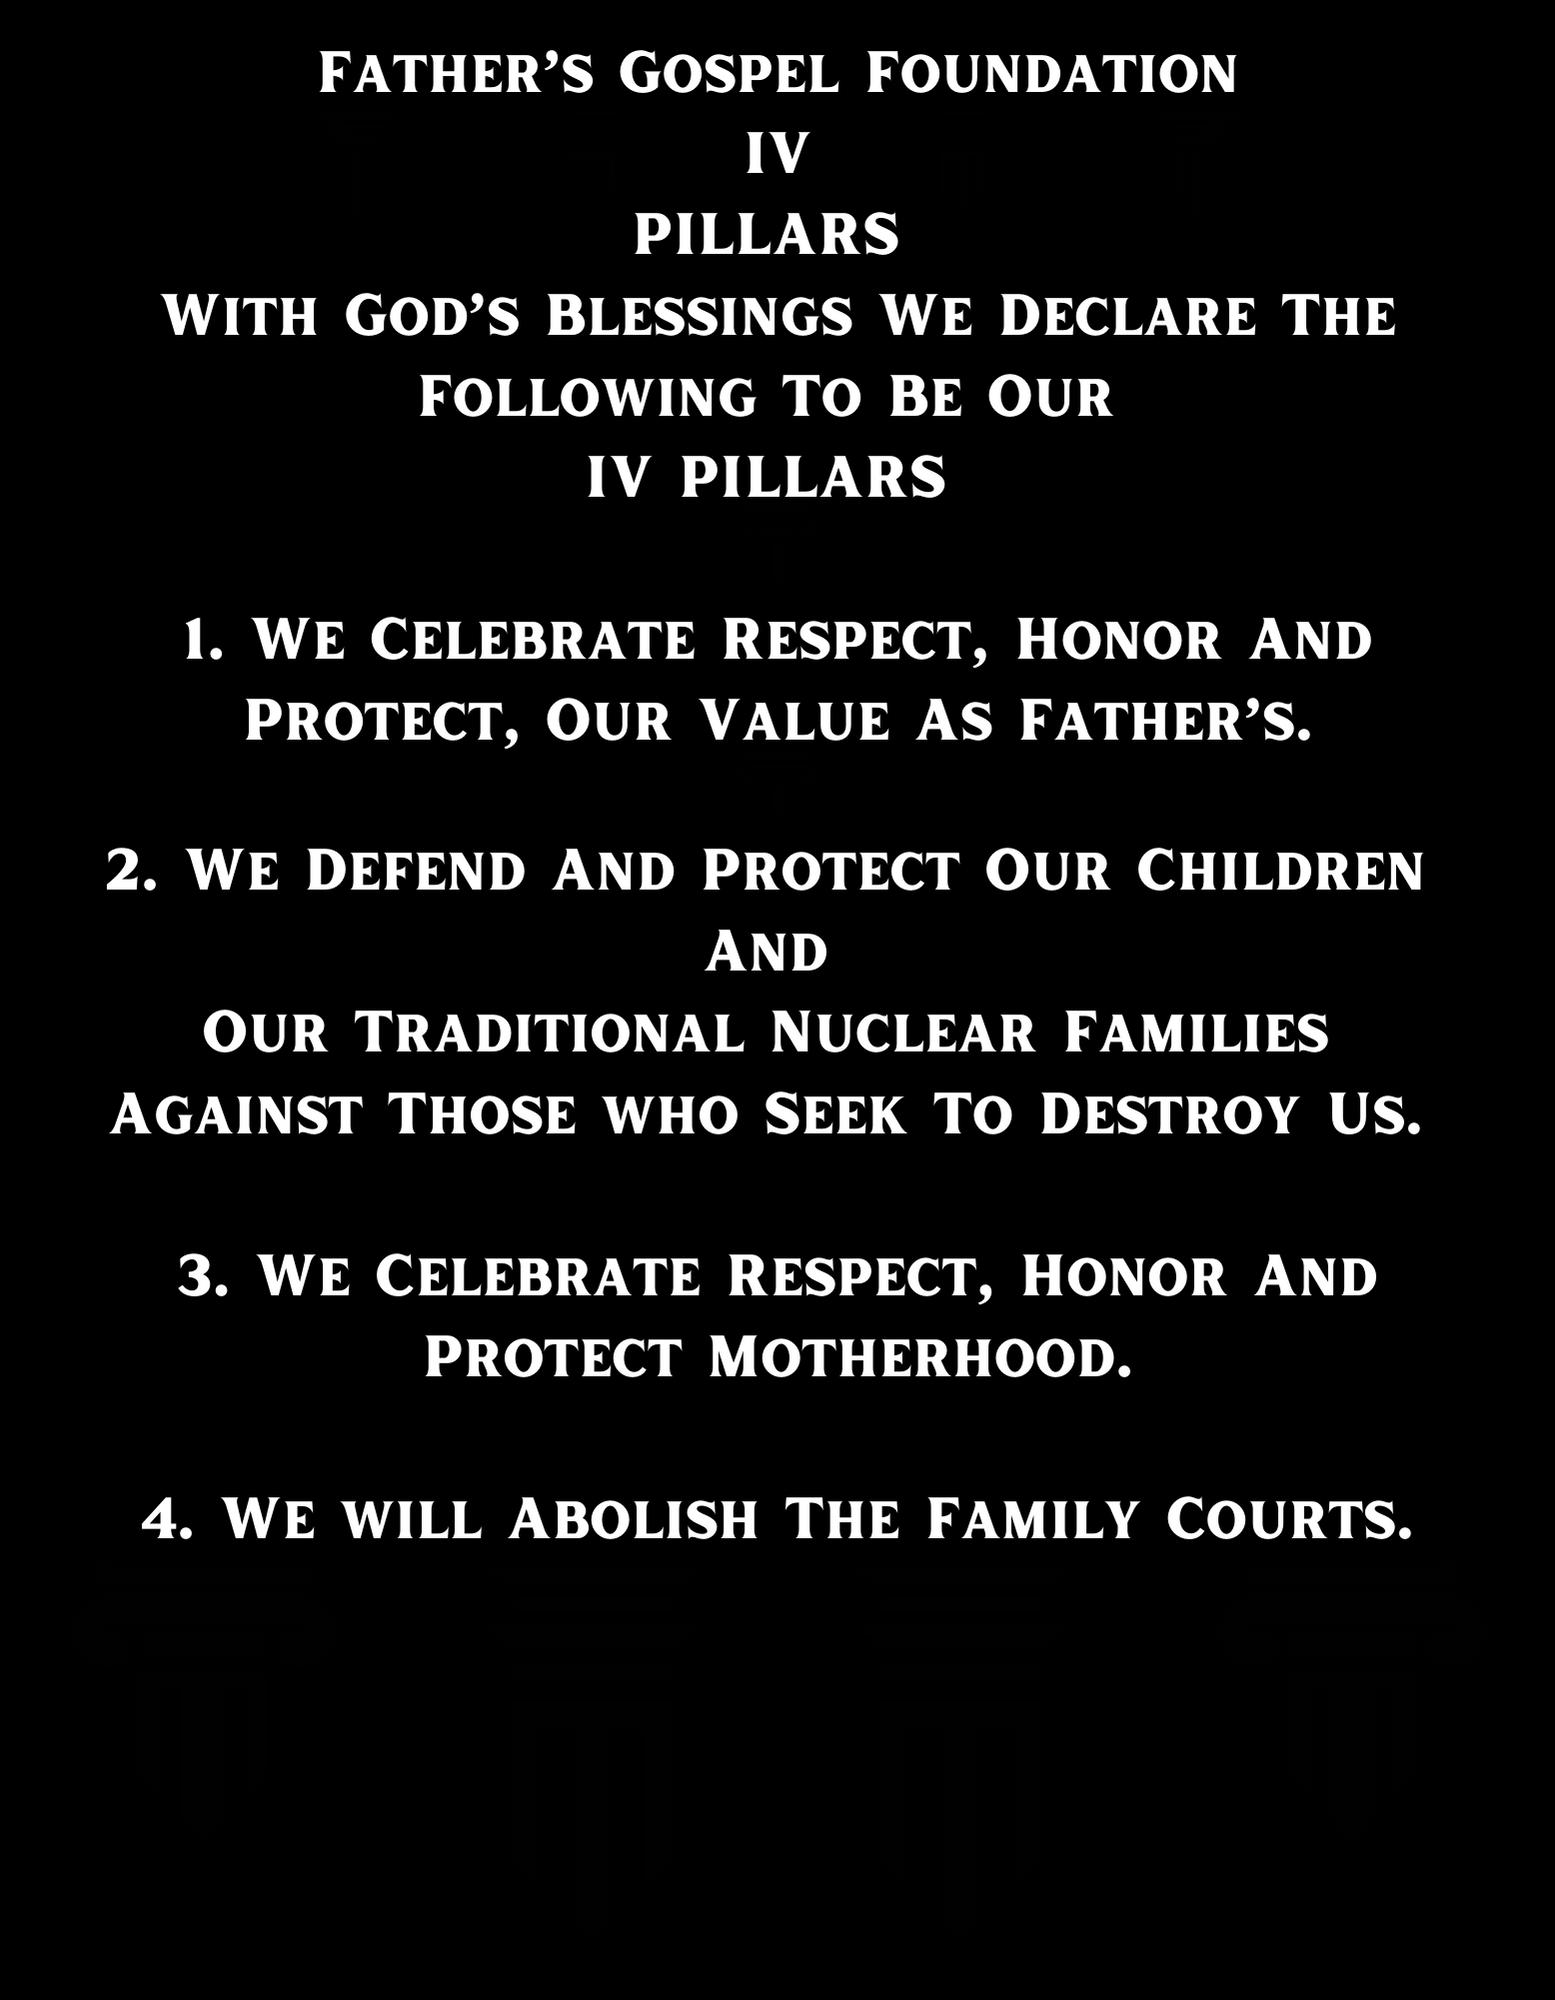 Father’s Gospel Foundation
IV
PILLARS
With God’s Blessings We Declare The
Following To Be Our
IV PILLARS
1. We Celebrate Respect, Honor And
Protect, Our Value As Father’s.
2. We Defend And Protect Our Children
And
Our Traditional Nuclear Families
Against Those who Seek To Destroy Us.
3. We Celebrate Respect, Honor And
Protect Motherhood.
4. We will Abolish The Family Courts.